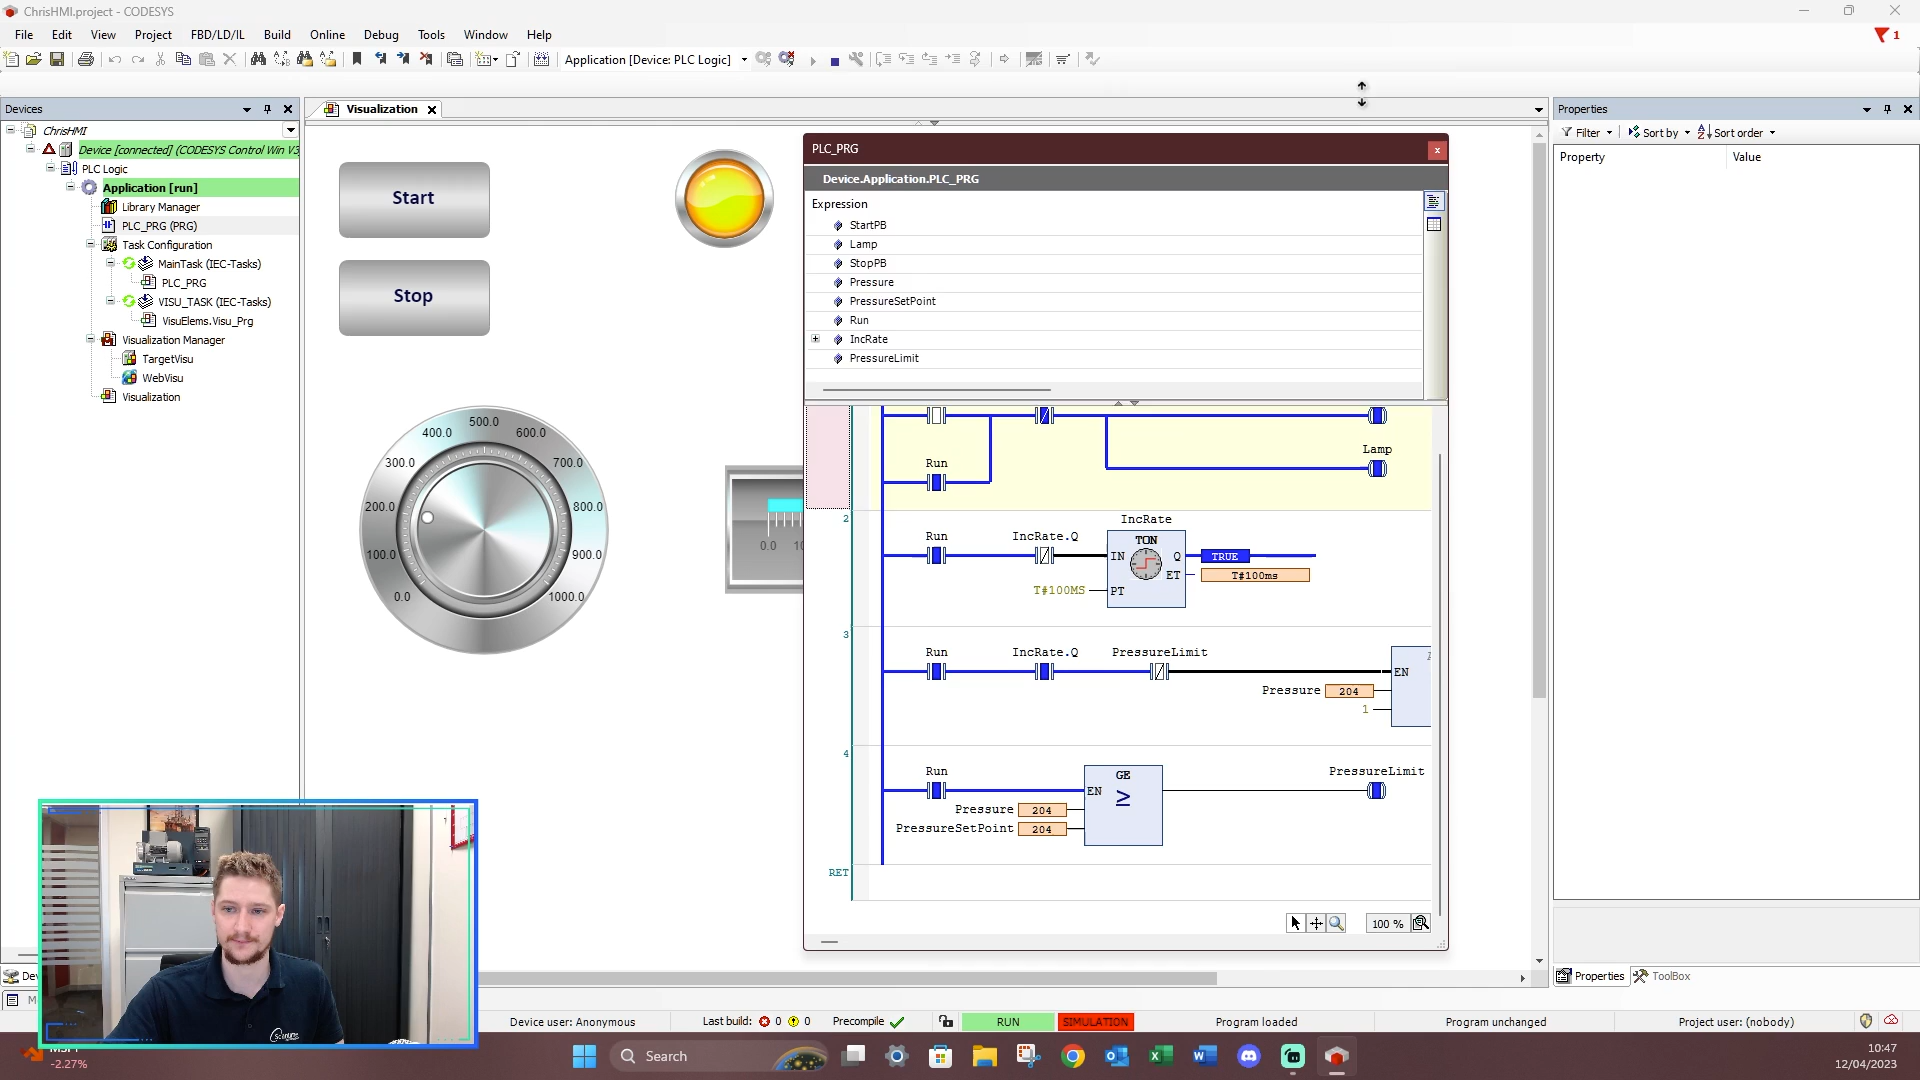 ChrisHMI.project - CODESYS
File Edit View Project FBD/LD/IL Build Online Debug Tools Window Help
1
Application [Device: PLC Logic]
Devices
Visualization
Properties
ChrisHMI
Device [connected] (CODESYS Control Win V3
PLC Logic
Application [run]
Library Manager
PLC_PRG (PRG)
Task Configuration
MainTask (IEC-Tasks)
PLC_PRG
VISU_TASK (IEC-Tasks)
VisuElems.Visu_Prg
Visualization Manager
TargetVisu
WebVisu
Visualization
Start
Stop
0.0
100.0
200.0
300.0
400.0
500.0
600.0
700.0
800.0
900.0
1000.0
0.0 10
PLC_PRG
x
Device.Application.PLC_PRG
Expression
StartPB
Lamp
StopPB
Pressure
PressureSetPoint
Run
IncRate
PressureLimit
Lamp
Run
2
IncRate
Run IncRate.Q
TON
IN Q TRUE
ET T#100ms
T#100MS PT
3
Run IncRate.Q PressureLimit
EN
Pressure 204
1
4
Run GE PressureLimit
EN ≥
Pressure 204
PressureSetPoint 204
RET
100 %
Filter Sort by Sort order
Property Value
Properties ToolBox
Dev
M
Device user: Anonymous
Last build: 0 0 Precompile
RUN
SIMULATION
Program loaded
Program unchanged
Project user: (nobody)
-2.27%
Search
10:47
12/04/2023